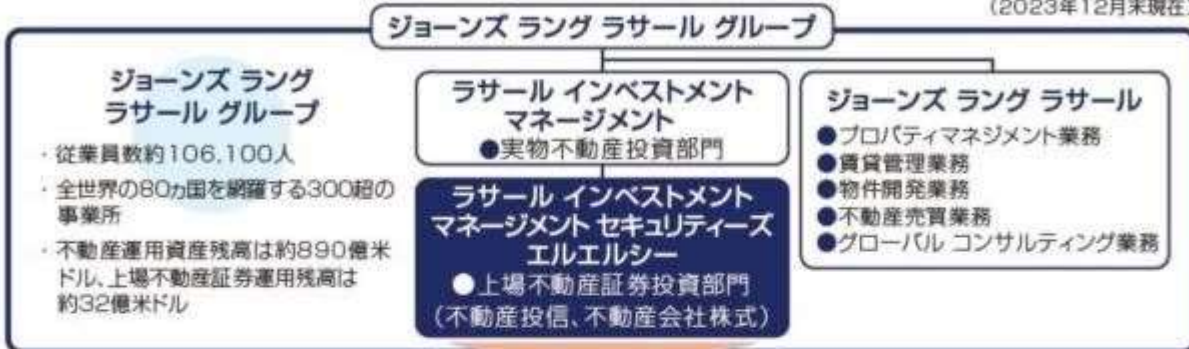 (2023年12月末現在)
ジョーンズ ラング ラサール グループ
ジョーンズ ラング
ラサール グループ
・従業員数約106,100人
・全世界の80ヵ国を網羅する300超の
事業所
・不動産運用資産残高は約890億米
ドル、上場不動産証券運用残高は
約32億米ドル
ラサール インベストメント
マネージメント
●実物不動産投資部門
ラサール インベストメント
マネージメント セキュリティーズ
エルエルシー
●上場不動産証券投資部門
(不動産投信、不動産会社株式)
ジョーンズ ラング ラサール
●プロパティマネジメント業務
●賃貸管理業務
●物件開発業務
●不動産売買業務
●グローバル コンサルティング業務